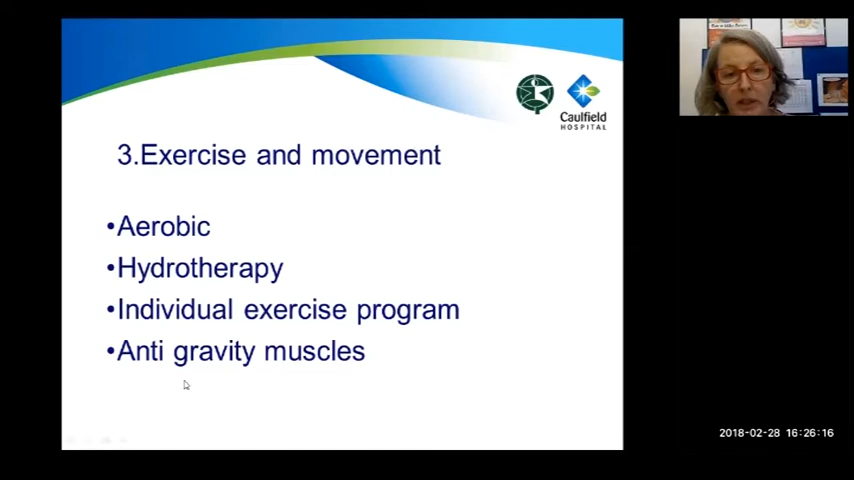 Caulfield
HOSPITAL
3.Exercise and movement
•Aerobic
•Hydrotherapy
•Individual exercise program
•Anti gravity muscles
2018-02-28 16:26:16